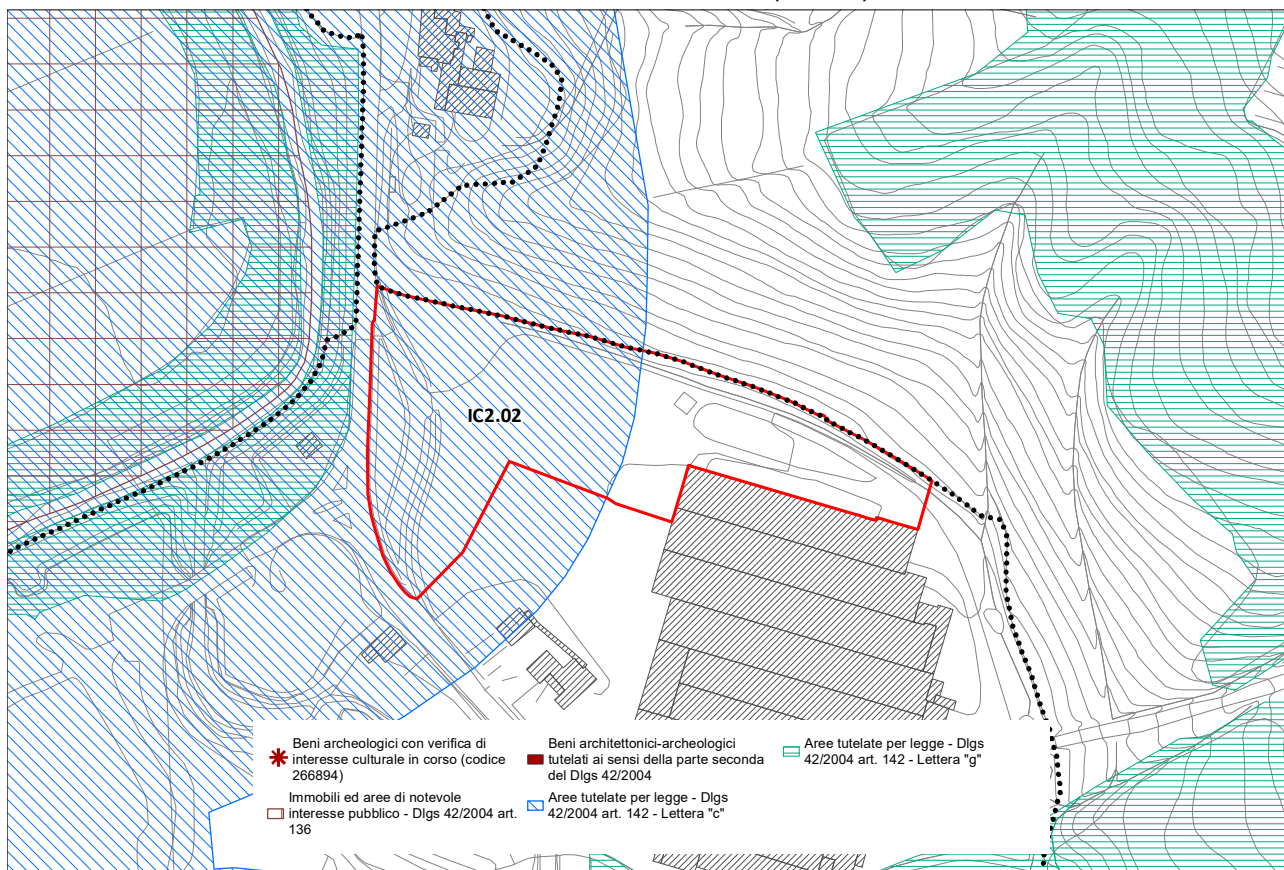 IC2.02
Beni archeologici con verifica di
interesse culturale in corso (codice
266894)
Immobili ed aree di notevole
interesse pubblico - Dlgs 42/2004 art.
136
Beni architettonici-archeologici
tutelati ai sensi della parte seconda
del Dlgs 42/2004
Aree tutelate per legge - Dlgs
42/2004 art. 142 - Lettera "c"
Aree tutelate per legge - Dlgs
42/2004 art. 142 - Lettera "g"